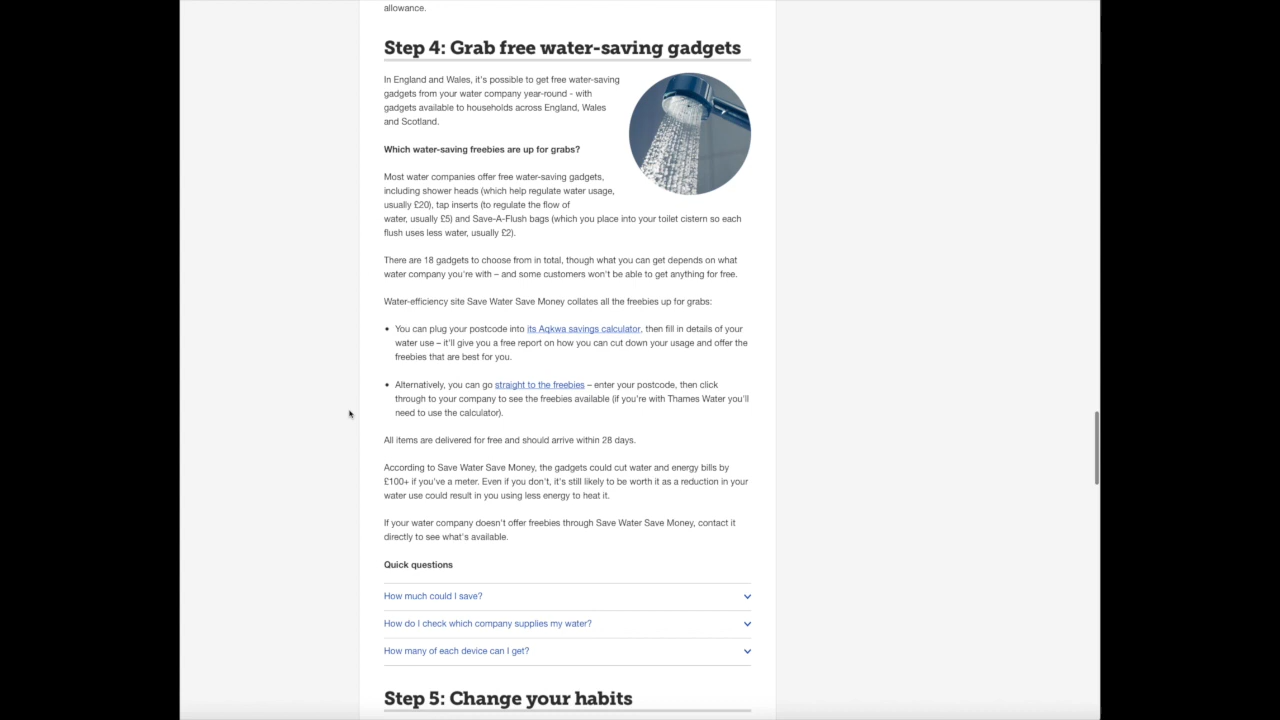 allowance.
Step 4: Grab free water-saving gadgets
In England and Wales, it's possible to get free water-saving
gadgets from your water company year-round - with
gadgets available to households across England, Wales
and Scotland.
Which water-saving freebies are up for grabs?
Most water companies offer free water-saving gadgets,
including shower heads (which help regulate water usage,
usually £20), tap inserts (to regulate the flow of
water, usually £5) and Save-A-Flush bags (which you place into your toilet cistern so each
flush uses less water, usually £2).
There are 18 gadgets to choose from in total, though what you can get depends on what
water company you're with – and some customers won't be able to get anything for free.
Water-efficiency site Save Water Save Money collates all the freebies up for grabs:
• You can plug your postcode into its Aqkwa savings calculator, then fill in details of your
water use – it'll give you a free report on how you can cut down your usage and offer the
freebies that are best for you.
• Alternatively, you can go straight to the freebies – enter your postcode, then click
through to your company to see the freebies available (if you're with Thames Water you'll
need to use the calculator).
All items are delivered for free and should arrive within 28 days.
According to Save Water Save Money, the gadgets could cut water and energy bills by
£100+ if you've a meter. Even if you don't, it's still likely to be worth it as a reduction in your
water use could result in you using less energy to heat it.
If your water company doesn't offer freebies through Save Water Save Money, contact it
directly to see what's available.
Quick questions
How much could I save?
How do I check which company supplies my water?
How many of each device can I get?
Step 5: Change your habits